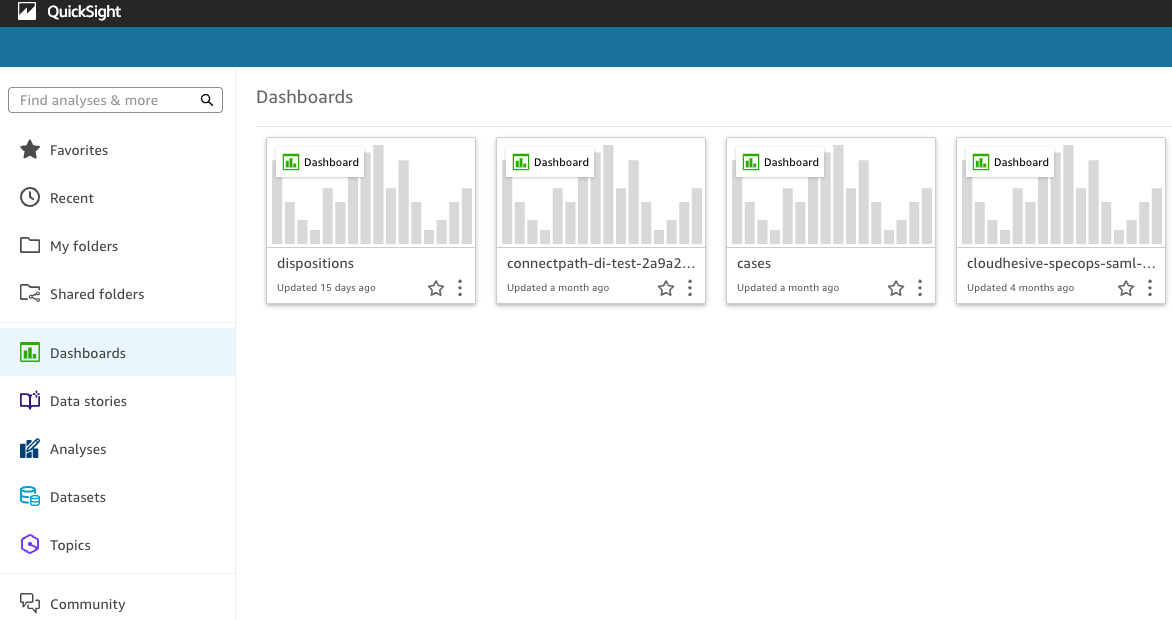 QuickSight
Find analyses & more
Favorites
Recent
My folders
Shared folders
Dashboards
Data stories
Analyses
Datasets
Topics
Community
Dashboards
Dashboard
dispositions
Updated 15 days ago
Dashboard
connectpath-di-test-2a9a2...
Updated a month ago
Dashboard
cases
Updated a month ago
Dashboard
cloudhesive-specops-saml-...
Updated 4 months ago